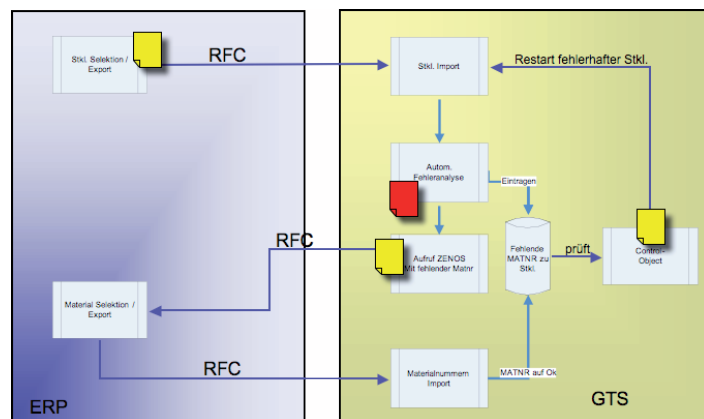 Stkl. Selektion /
Export
RFC
Stkl. Import
Restart fehlerhafter Stkl.
Autom.
Fehleranalyse
Eintragen
RFC
Aufruf ZENOS
Mit fehlender Matnr
Fehlende
MATNR zu
Stkl.
prüft
Control-
Object
Material Selektion /
Export
RFC
Materialnummern
Import
MATNR auf Ok
ERP
GTS